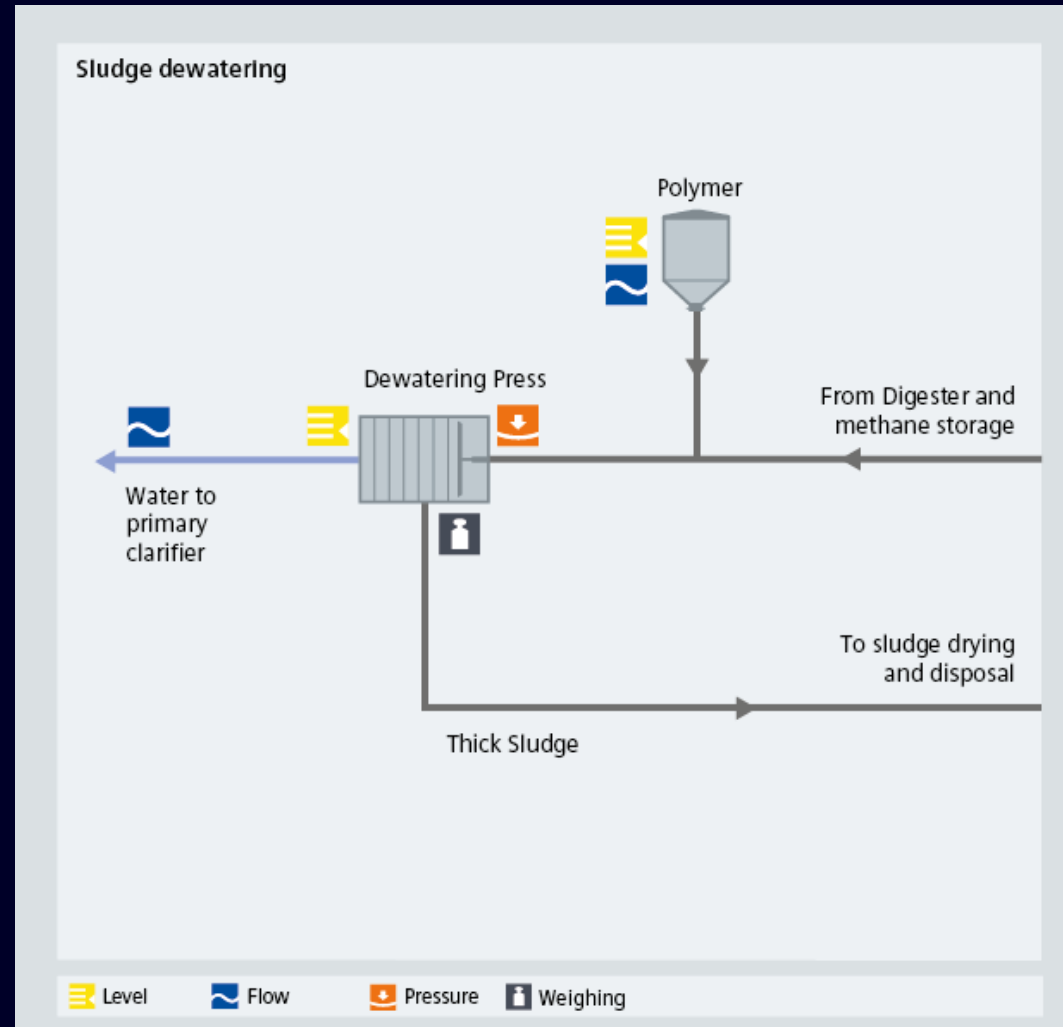 Sludge dewatering
Polymer
Dewatering Press
From Digester and
methane storage
Water to
primary
clarifier
To sludge drying
and disposal
Thick Sludge
Level
Flow
Pressure
Weighing